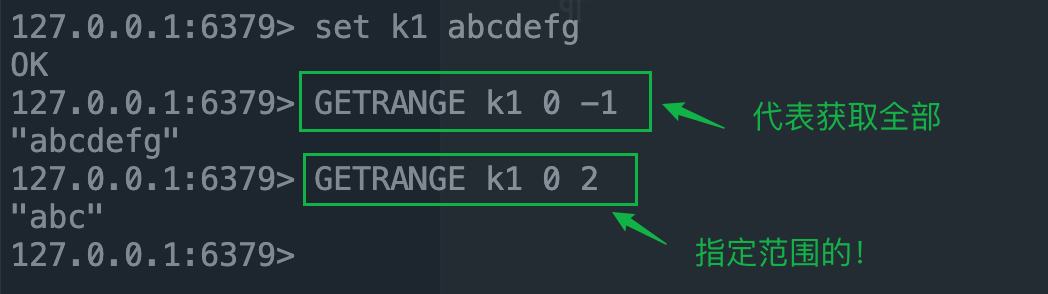 127.0.0.1:6379> set k1 abcdefg
OK
127.0.0.1:6379> GETRANGE k1 0 -1
代表获取全部
"abcdefg"
127.0.0.1:6379> GETRANGE k1 0 2
"abc"
127.0.0.1:6379>
指定范围的！